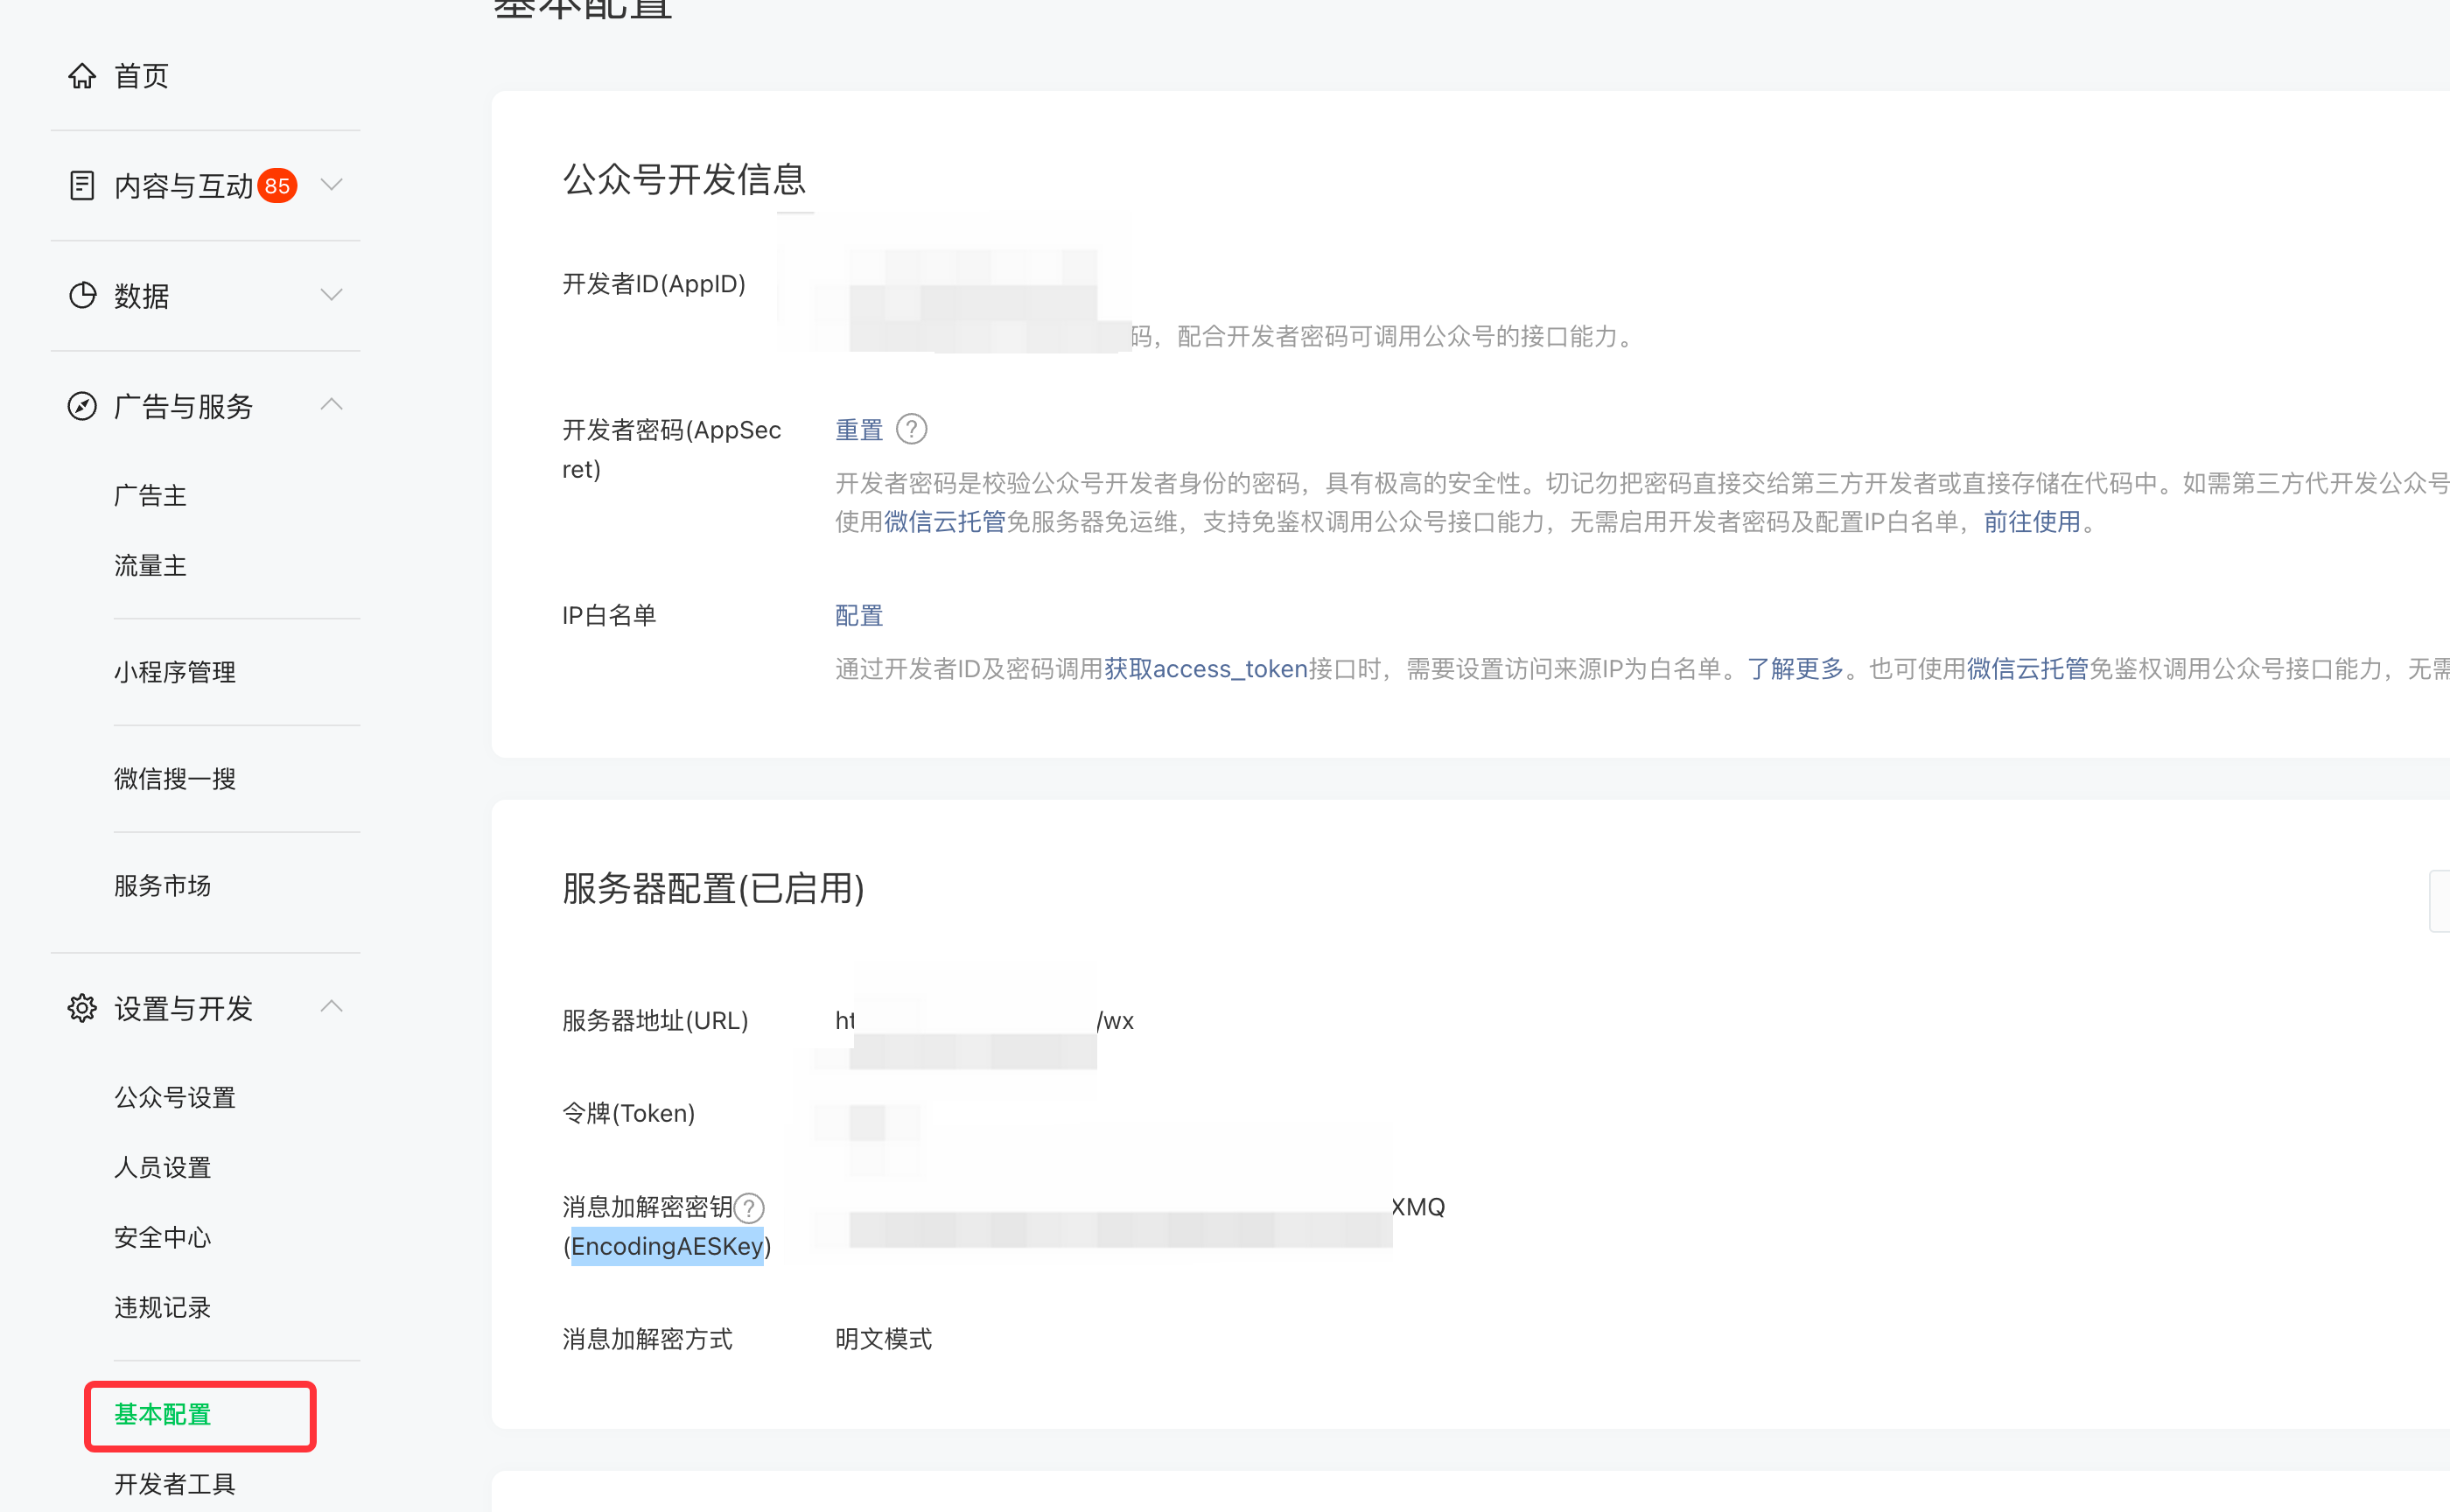 基本配置
首页
内容与互动 85
数据
广告与服务
广告主
流量主
小程序管理
微信搜一搜
服务市场
设置与开发
公众号设置
人员设置
安全中心
违规记录
基本配置
开发者工具
公众号开发信息
开发者ID(AppID)
码，配合开发者密码可调用公众号的接口能力。
开发者密码(AppSec
ret)
重置 ?
开发者密码是校验公众号开发者身份的密码，具有极高的安全性。切记勿把密码直接交给第三方开发者或直接存储在代码中。如需第三方代开发公众号
使用微信云托管免服务器免运维，支持免鉴权调用公众号接口能力，无需启用开发者密码及配置IP白名单，前往使用。
IP白名单
配置
通过开发者ID及密码调用获取access_token接口时，需要设置访问来源IP为白名单。了解更多。也可使用微信云托管免鉴权调用公众号接口能力，无需
服务器配置(已启用)
服务器地址(URL)
ht /wx
令牌(Token)
消息加解密密钥 ?
(EncodingAESKey)
XMQ
消息加解密方式
明文模式